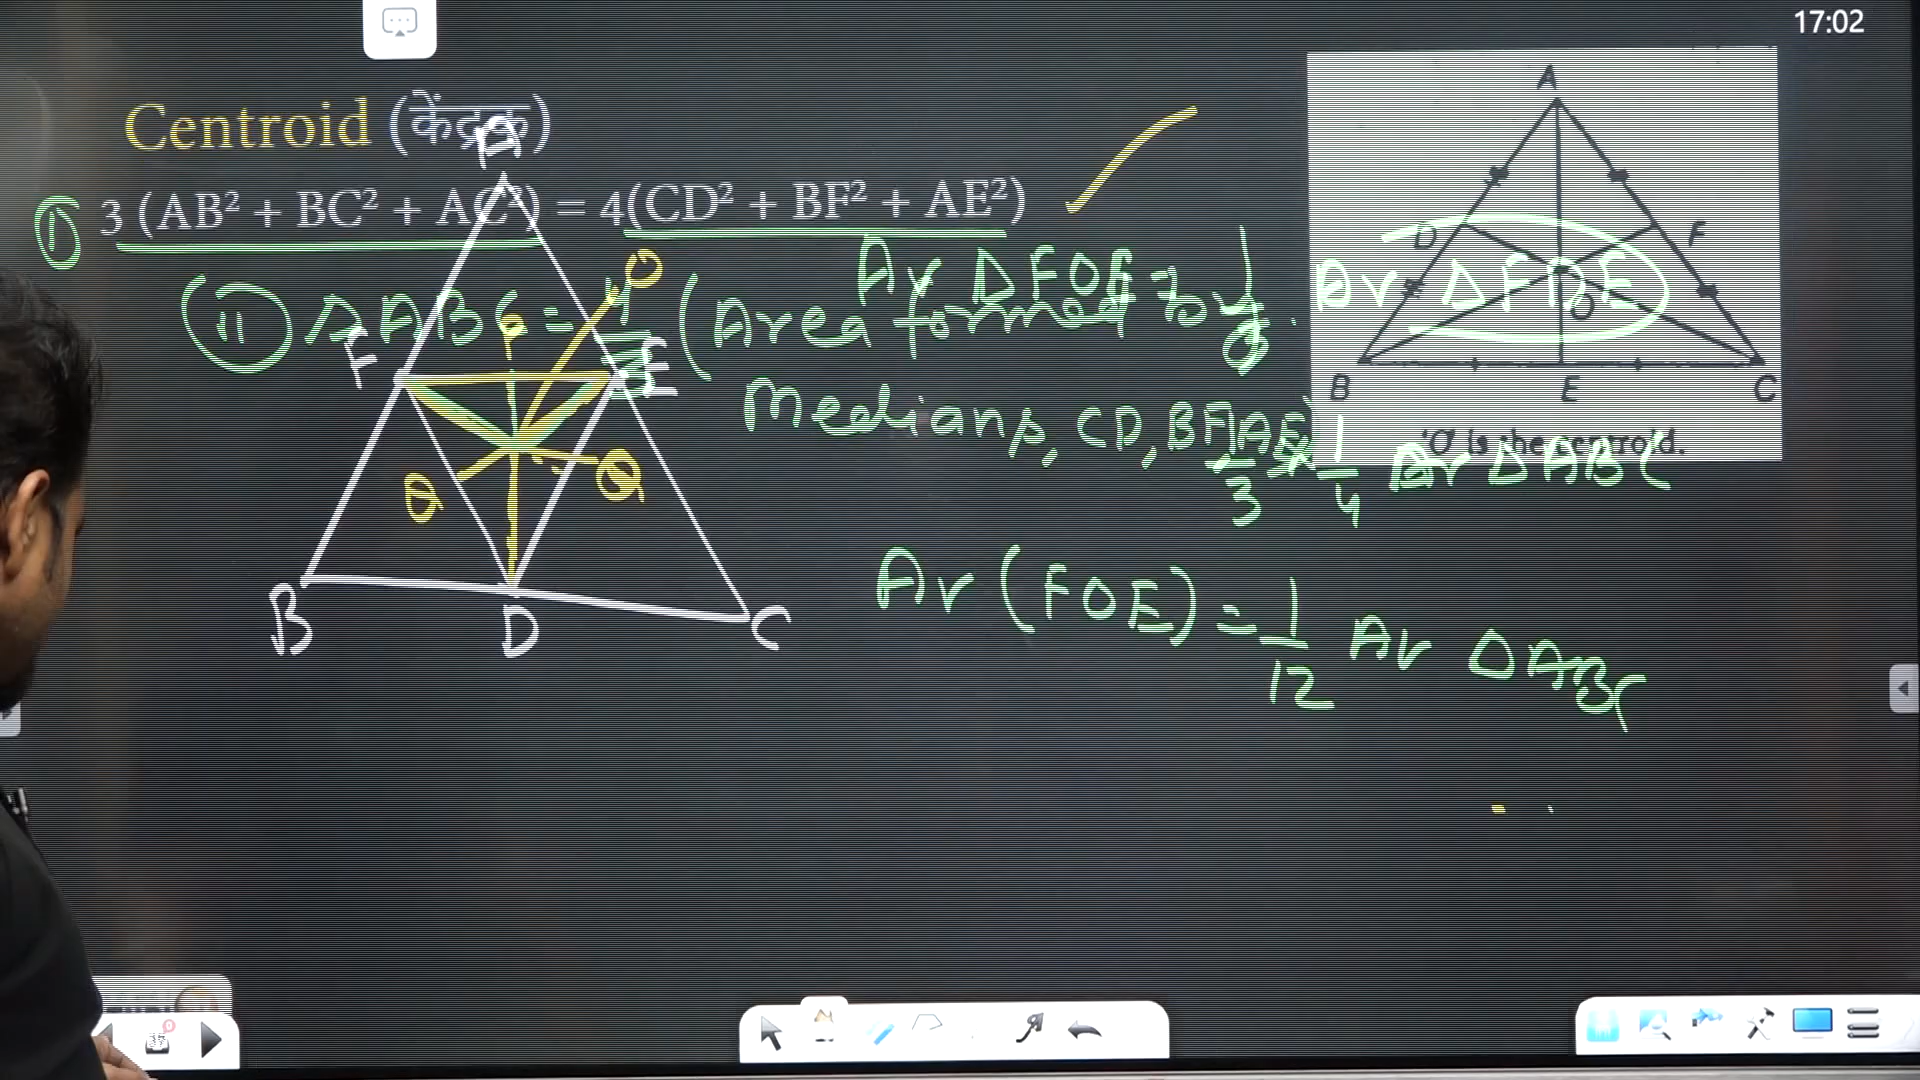 17:02
Centroid (केंद्रक)
(i) 3 (AB² + BC² + AC²) = 4(CD² + BF² + AE²)
(ii) ΔABC = 4/3 (Area formed by
Medians, CD, BF, AE)
Ar ΔFOE = 1/3 Ar ΔFDE
1/3 × 1/4 Ar ΔABC
Ar (FOE) = 1/12 Ar ΔABC
A
F
E
P
O
Q
Q
B
D
C
A
D
F
O
B
E
C
'O' is the centroid.